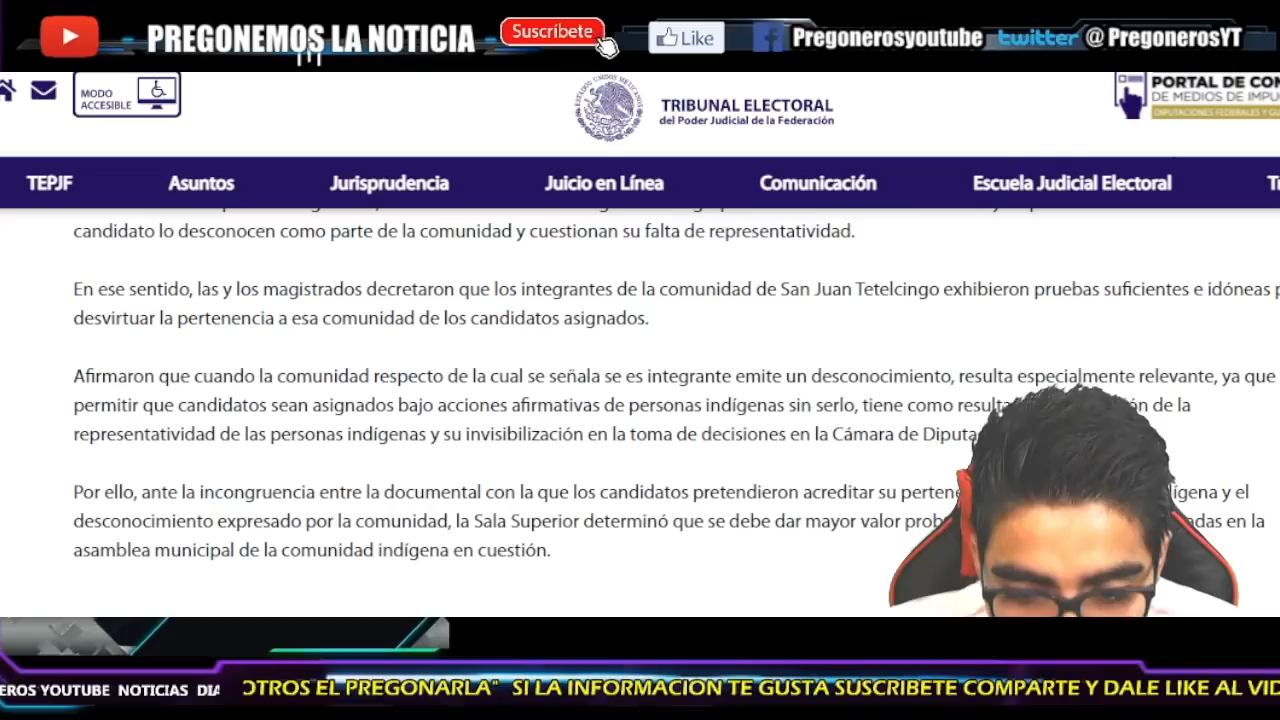 PREGONEMOS LA NOTICIA Suscríbete Like Pregonerosyoutube twitter @PregonerosYT
MODO ACCESIBLE
ESTADOS UNIDOS MEXICANOS
TRIBUNAL ELECTORAL
del Poder Judicial de la Federación
PORTAL DE
DE MEDIOS DE
DIPUTACIONES FEDERALES Y
TEPJF Asuntos Jurisprudencia Juicio en Línea Comunicación Escuela Judicial Electoral
candidato lo desconocen como parte de la comunidad y cuestionan su falta de representatividad.
En ese sentido, las y los magistrados decretaron que los integrantes de la comunidad de San Juan Tetelcingo exhibieron pruebas suficientes e idóneas
desvirtuar la pertenencia a esa comunidad de los candidatos asignados.
Afirmaron que cuando la comunidad respecto de la cual se señala se es integrante emite un desconocimiento, resulta especialmente relevante, ya que
permitir que candidatos sean asignados bajo acciones afirmativas de personas indígenas sin serlo, tiene como de la
representatividad de las personas indígenas y su invisibilización en la toma de decisiones en la Cámara de
Por ello, ante la incongruencia entre la documental con la que los candidatos pretendieron acreditar su y el
desconocimiento expresado por la comunidad, la Sala Superior determinó que se debe dar mayor valor en la
asamblea municipal de la comunidad indígena en cuestión.
YOUTUBE NOTICIAS EL PREGONARLA" SI LA INFORMACION TE GUSTA SUSCRIBETE COMPARTE Y DALE LIKE AL